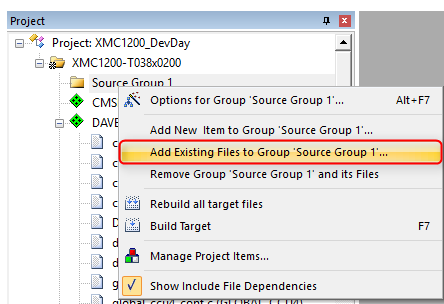 Project
Project: XMC1200_DevDay
XMC1200-T038x0200
Source Group 1
CMS
Options for Group 'Source Group 1'... Alt+F7
DAVE
Add New Item to Group 'Source Group 1'...
c
Add Existing Files to Group 'Source Group 1'...
c
Remove Group 'Source Group 1' and its Files
c
c
Rebuild all target files
D
Build Target F7
d
d
Manage Project Items...
g
Show Include File Dependencies